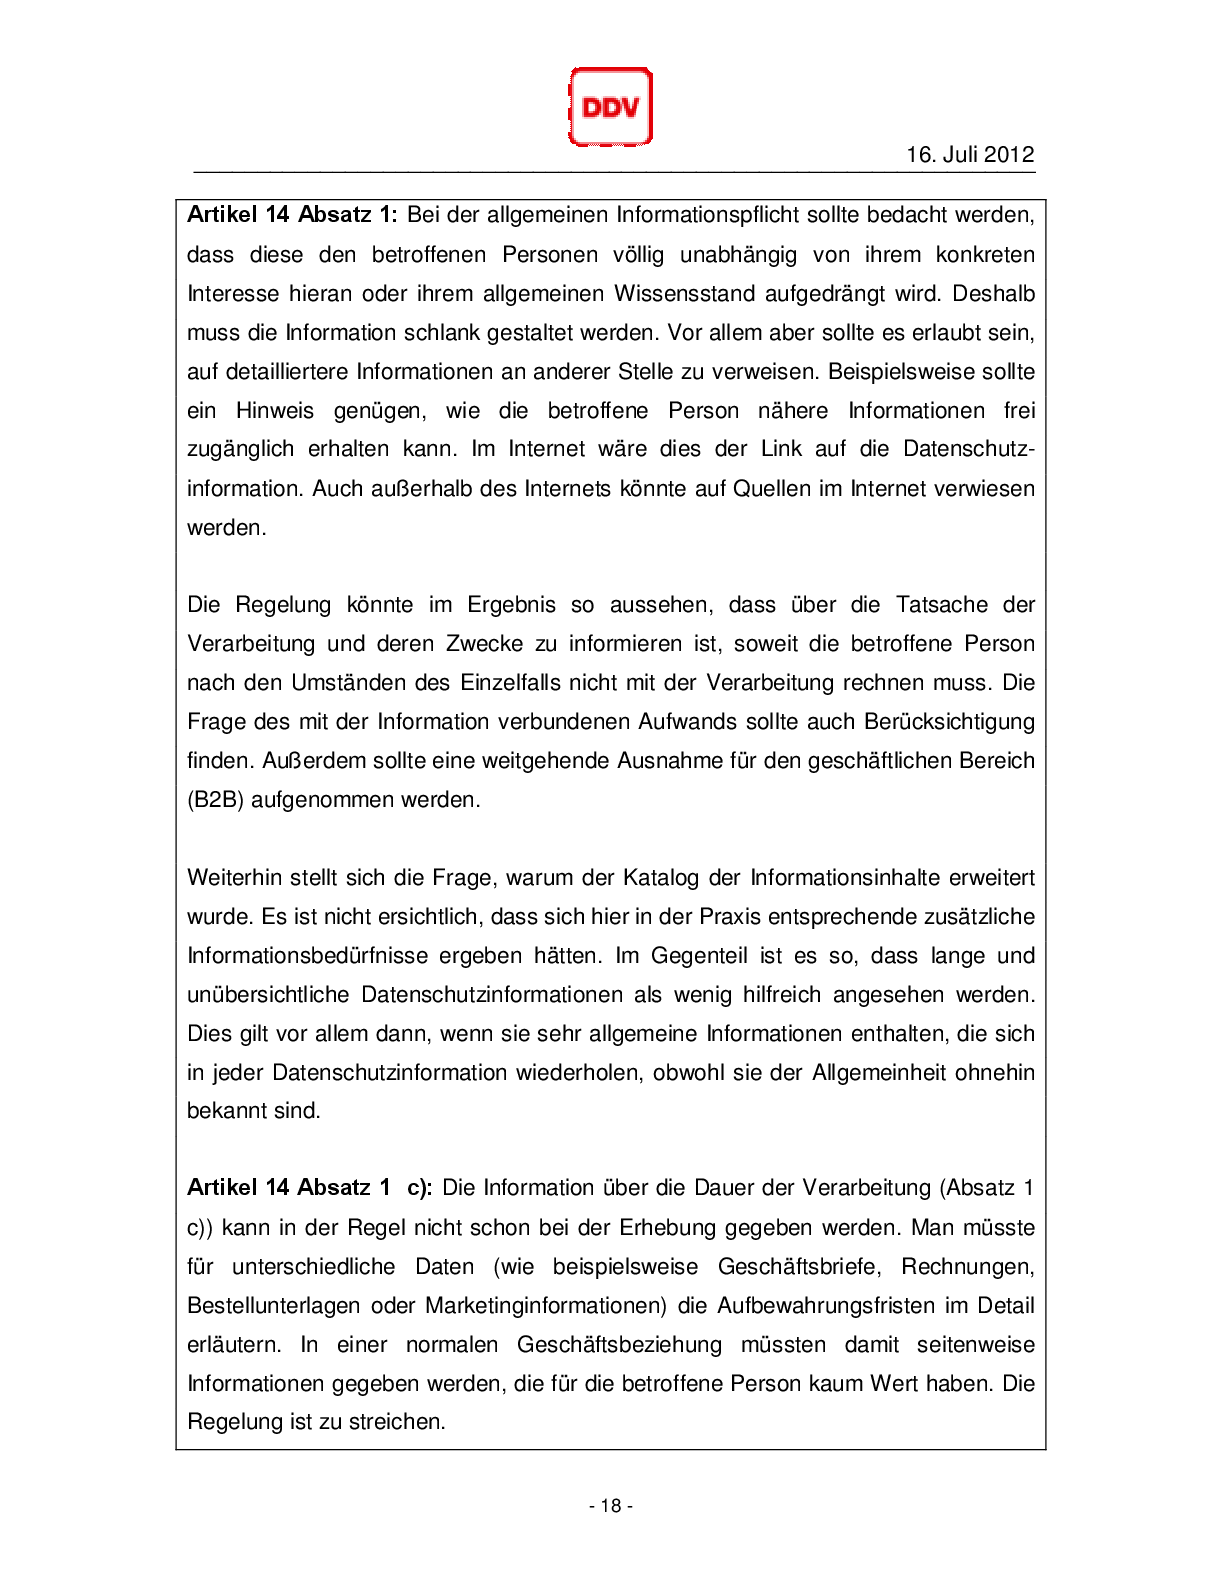 DDV
16. Juli 2012
Artikel 14 Absatz 1: Bei der allgemeinen Informationspflicht sollte bedacht werden,
dass diese den betroffenen Personen völlig unabhängig von ihrem konkreten
Interesse hieran oder ihrem allgemeinen Wissensstand aufgedrängt wird. Deshalb
muss die Information schlank gestaltet werden. Vor allem aber sollte es erlaubt sein,
auf detailliertere Informationen an anderer Stelle zu verweisen. Beispielsweise sollte
ein Hinweis genügen, wie die betroffene Person nähere Informationen frei
zugänglich erhalten kann. Im Internet wäre dies der Link auf die Datenschutz-
information. Auch außerhalb des Internets könnte auf Quellen im Internet verwiesen
werden.
Die Regelung könnte im Ergebnis so aussehen, dass über die Tatsache der
Verarbeitung und deren Zwecke zu informieren ist, soweit die betroffene Person
nach den Umständen des Einzelfalls nicht mit der Verarbeitung rechnen muss. Die
Frage des mit der Information verbundenen Aufwands sollte auch Berücksichtigung
finden. Außerdem sollte eine weitgehende Ausnahme für den geschäftlichen Bereich
(B2B) aufgenommen werden.
Weiterhin stellt sich die Frage, warum der Katalog der Informationsinhalte erweitert
wurde. Es ist nicht ersichtlich, dass sich hier in der Praxis entsprechende zusätzliche
Informationsbedürfnisse ergeben hätten. Im Gegenteil ist es so, dass lange und
unübersichtliche Datenschutzinformationen als wenig hilfreich angesehen werden.
Dies gilt vor allem dann, wenn sie sehr allgemeine Informationen enthalten, die sich
in jeder Datenschutzinformation wiederholen, obwohl sie der Allgemeinheit ohnehin
bekannt sind.
Artikel 14 Absatz 1 c): Die Information über die Dauer der Verarbeitung (Absatz 1
c)) kann in der Regel nicht schon bei der Erhebung gegeben werden. Man müsste
für unterschiedliche Daten (wie beispielsweise Geschäftsbriefe, Rechnungen,
Bestellunterlagen oder Marketinginformationen) die Aufbewahrungsfristen im Detail
erläutern. In einer normalen Geschäftsbeziehung müssten damit seitenweise
Informationen gegeben werden, die für die betroffene Person kaum Wert haben. Die
Regelung ist zu streichen.
- 18 -